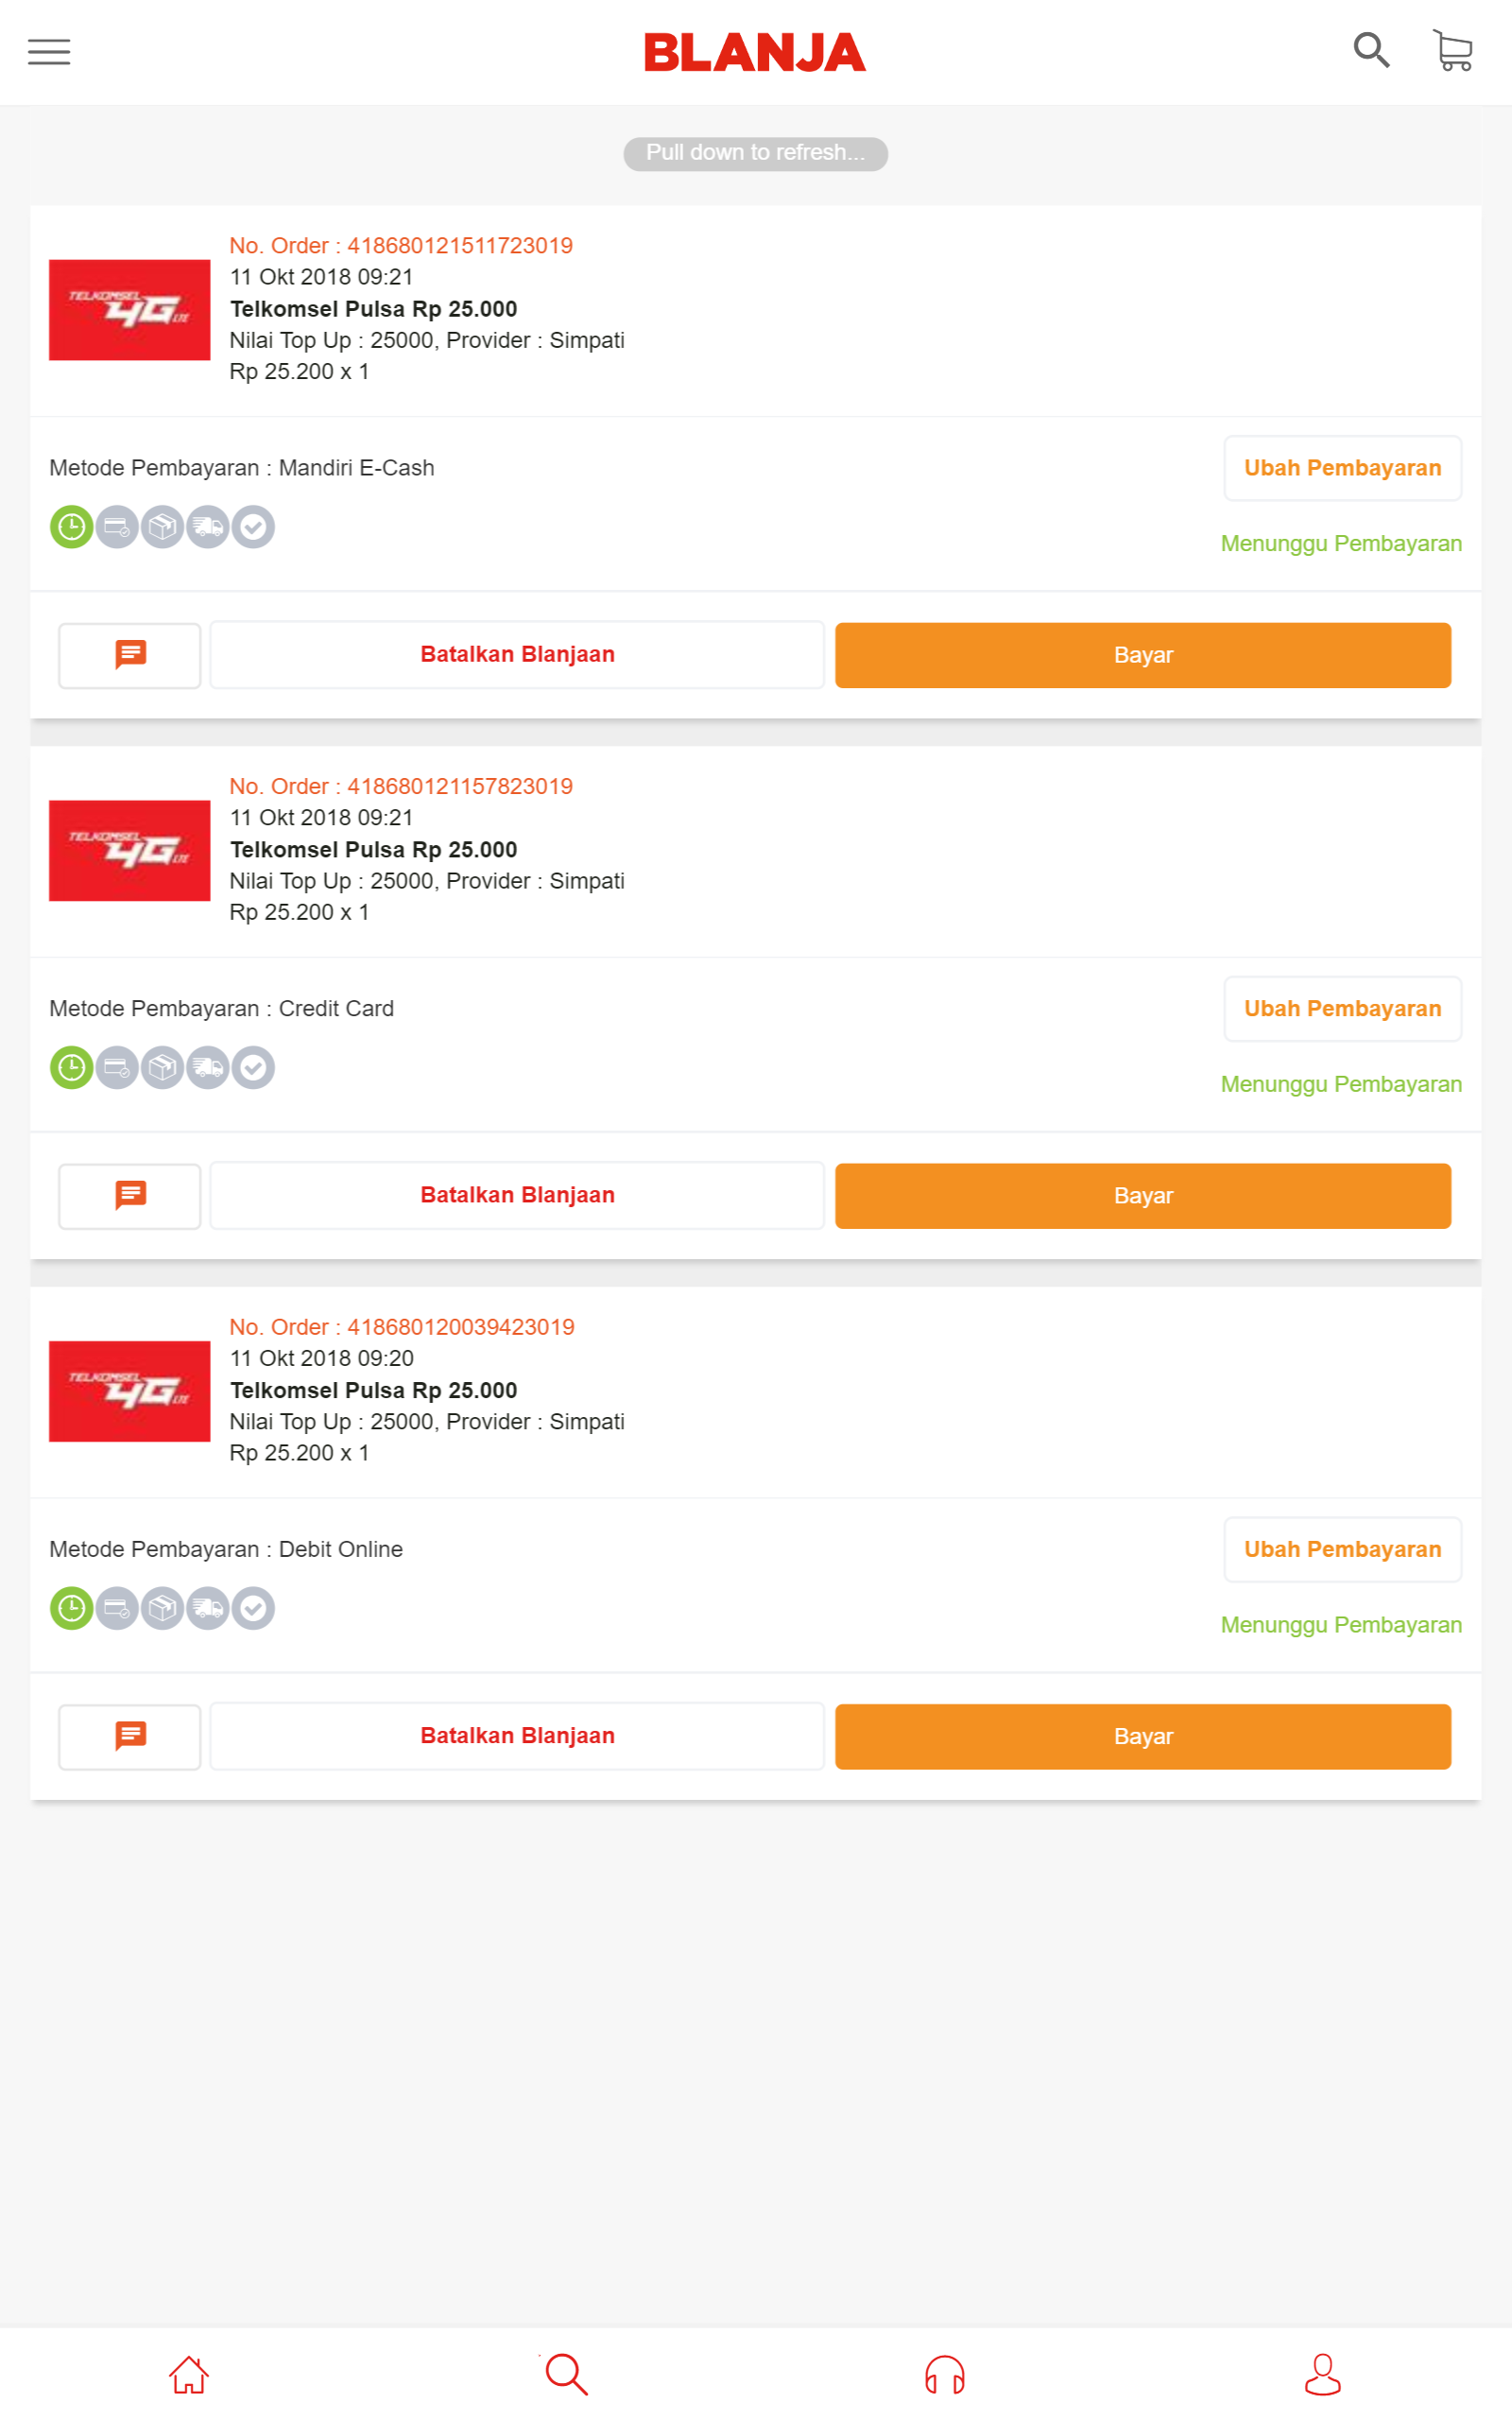 BLANJA
Pull down to refresh...
No. Order : 418680121511723019
11 Okt 2018 09:21
Telkomsel Pulsa Rp 25.000
Nilai Top Up : 25000, Provider : Simpati
Rp 25.200 x 1
TELKOMSEL
4G LTE
Metode Pembayaran : Mandiri E-Cash
Ubah Pembayaran
Menunggu Pembayaran
Batalkan Blanjaan
Bayar
No. Order : 418680121157823019
11 Okt 2018 09:21
Telkomsel Pulsa Rp 25.000
Nilai Top Up : 25000, Provider : Simpati
Rp 25.200 x 1
TELKOMSEL
4G LTE
Metode Pembayaran : Credit Card
Ubah Pembayaran
Menunggu Pembayaran
Batalkan Blanjaan
Bayar
No. Order : 418680120039423019
11 Okt 2018 09:20
Telkomsel Pulsa Rp 25.000
Nilai Top Up : 25000, Provider : Simpati
Rp 25.200 x 1
TELKOMSEL
4G LTE
Metode Pembayaran : Debit Online
Ubah Pembayaran
Menunggu Pembayaran
Batalkan Blanjaan
Bayar